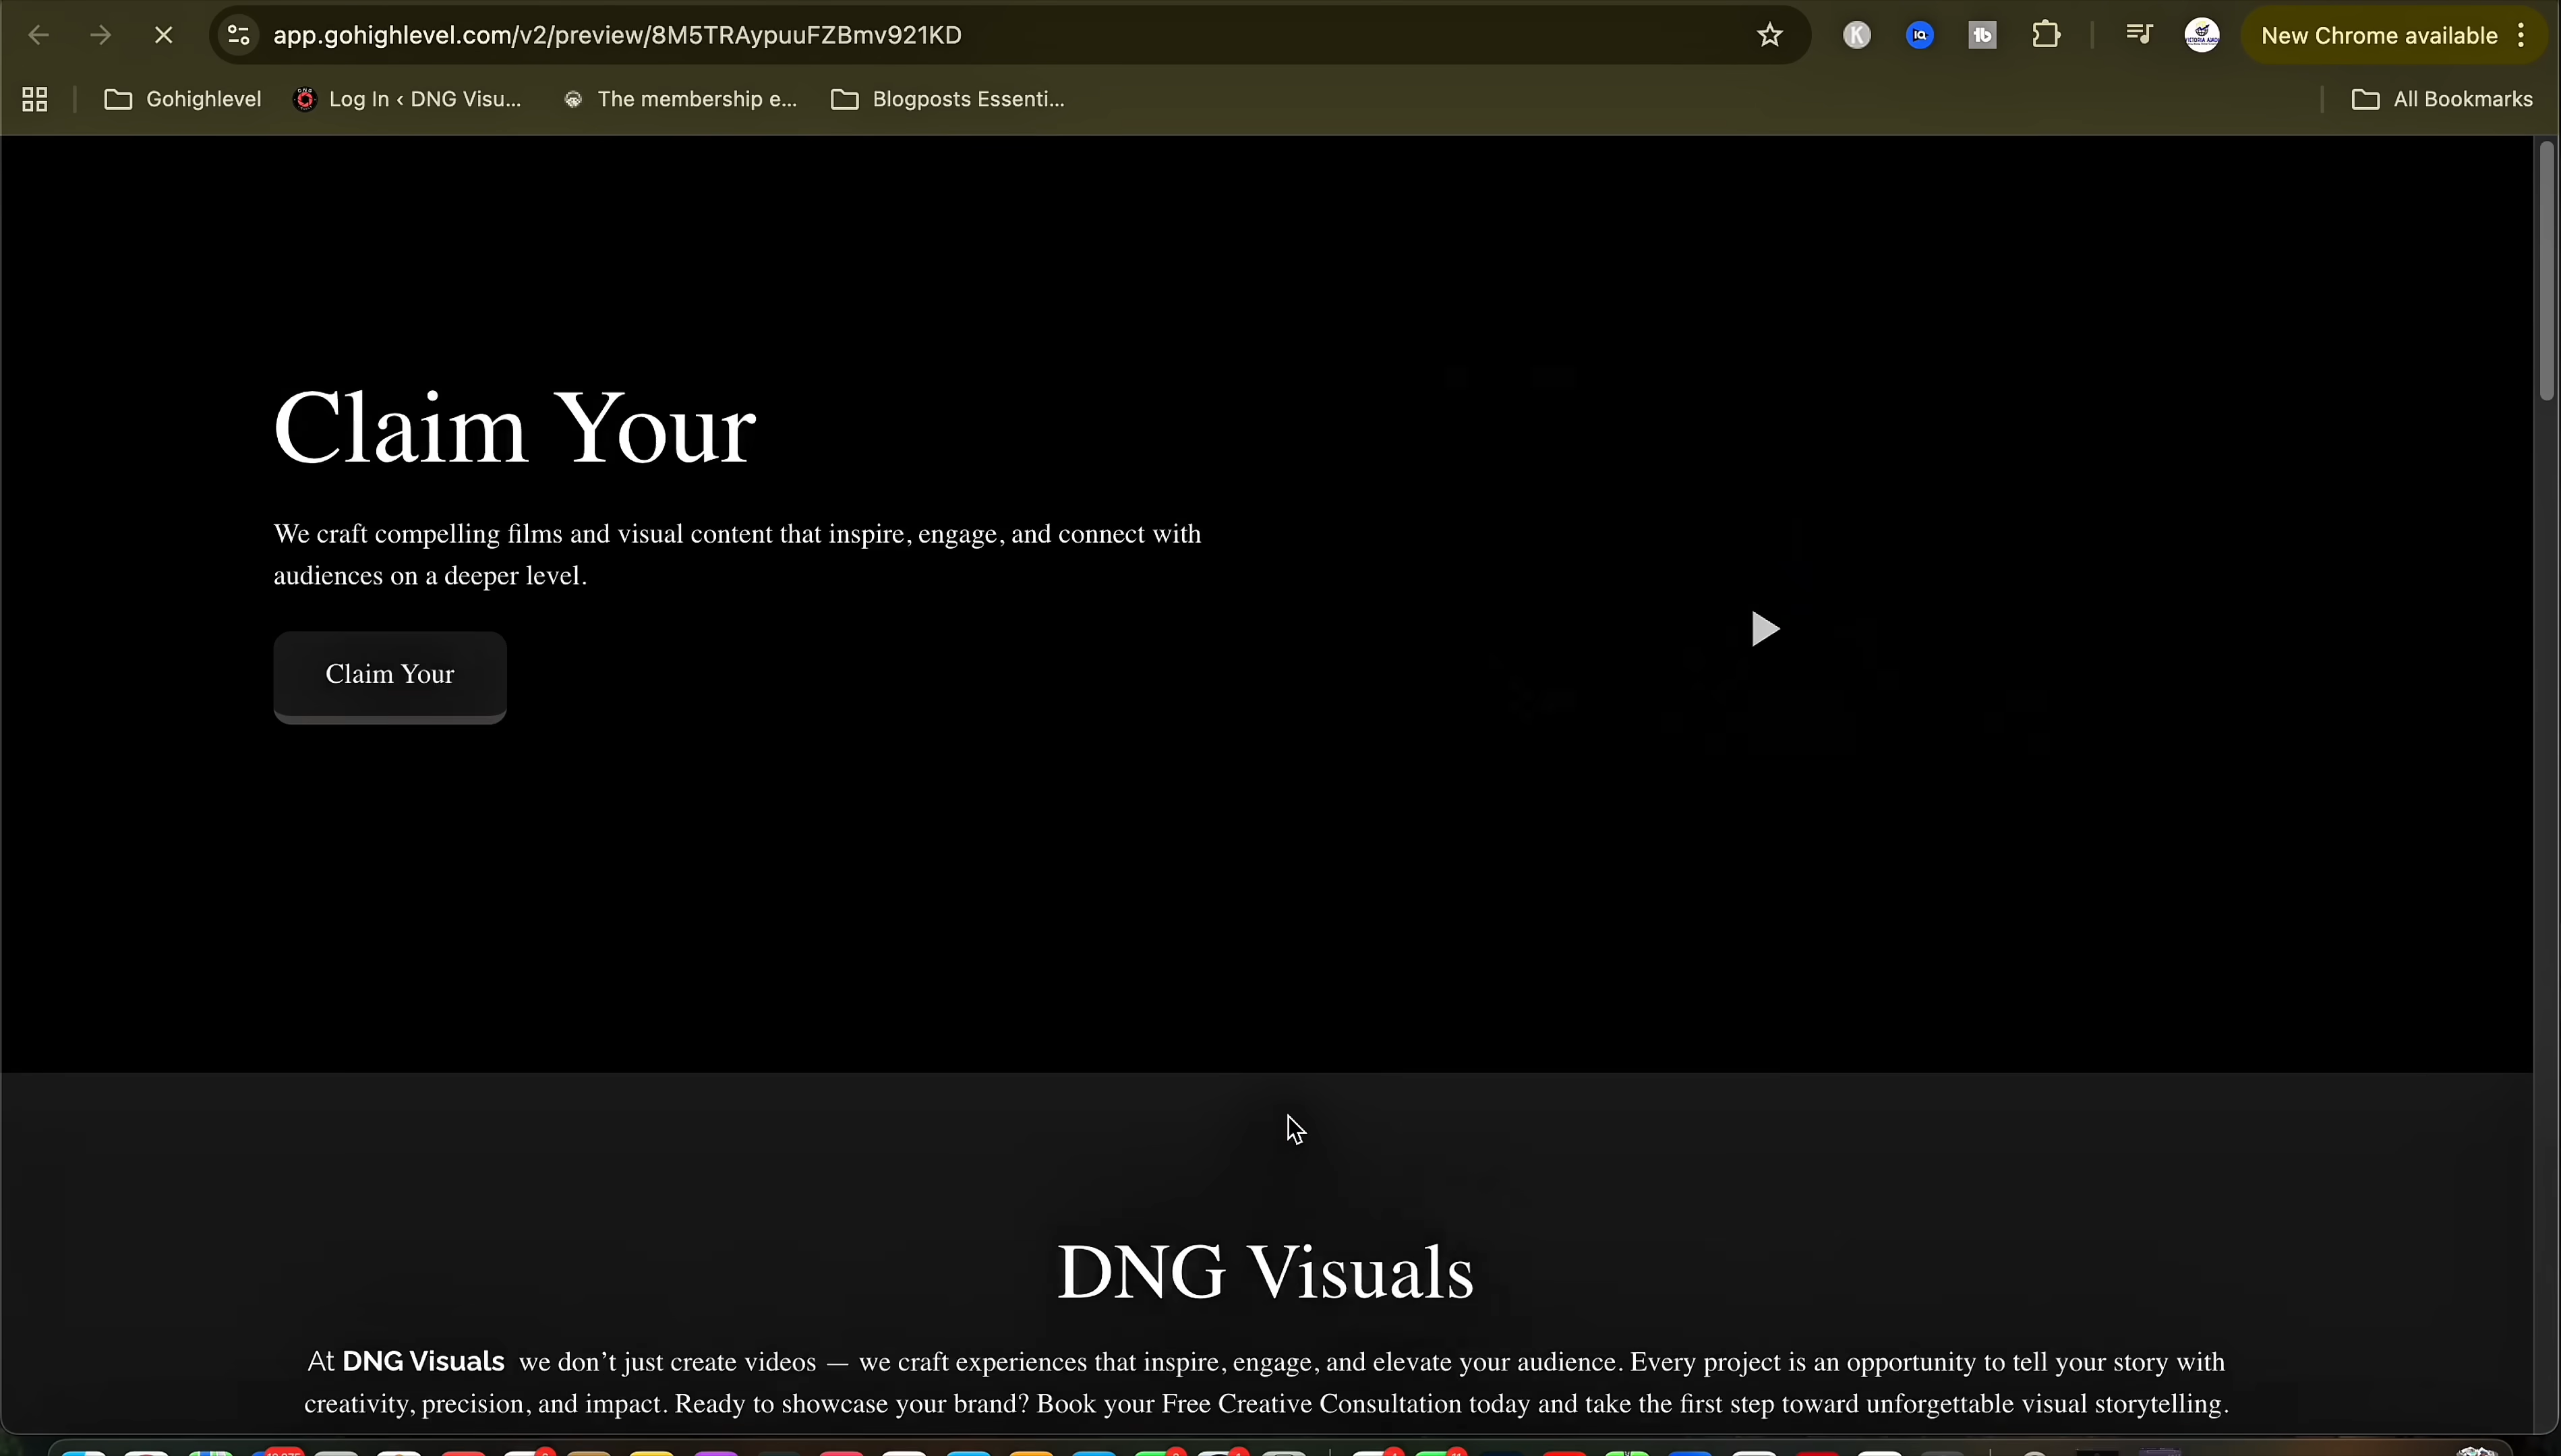 app.gohighlevel.com/v2/preview/8M5TRAypuuFZBmv921KD
New Chrome available
Gohighlevel
Log In ‹ DNG Visu...
The membership e...
Blogposts Essenti...
All Bookmarks
Claim Your
We craft compelling films and visual content that inspire, engage, and connect with
audiences on a deeper level.
Claim Your
DNG Visuals
At DNG Visuals we don’t just create videos — we craft experiences that inspire, engage, and elevate your audience. Every project is an opportunity to tell your story with
creativity, precision, and impact. Ready to showcase your brand? Book your Free Creative Consultation today and take the first step toward unforgettable visual storytelling.